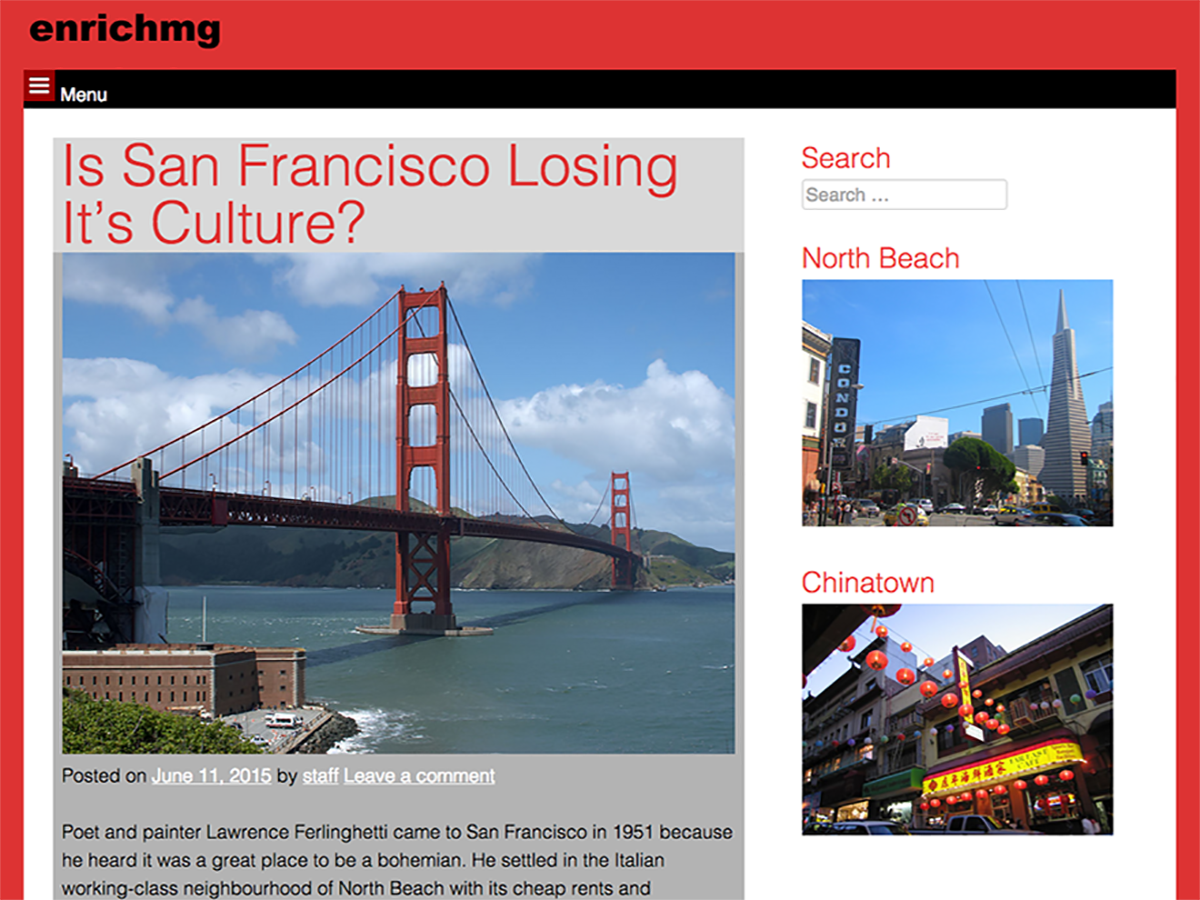 enrichmg
Menu
Is San Francisco Losing
It’s Culture?
Posted on June 11, 2015 by staff Leave a comment
Poet and painter Lawrence Ferlinghetti came to San Francisco in 1951 because
he heard it was a great place to be a bohemian. He settled in the Italian
working-class neighbourhood of North Beach with its cheap rents and
Search
Search ...
North Beach
CONDOR
Chinatown